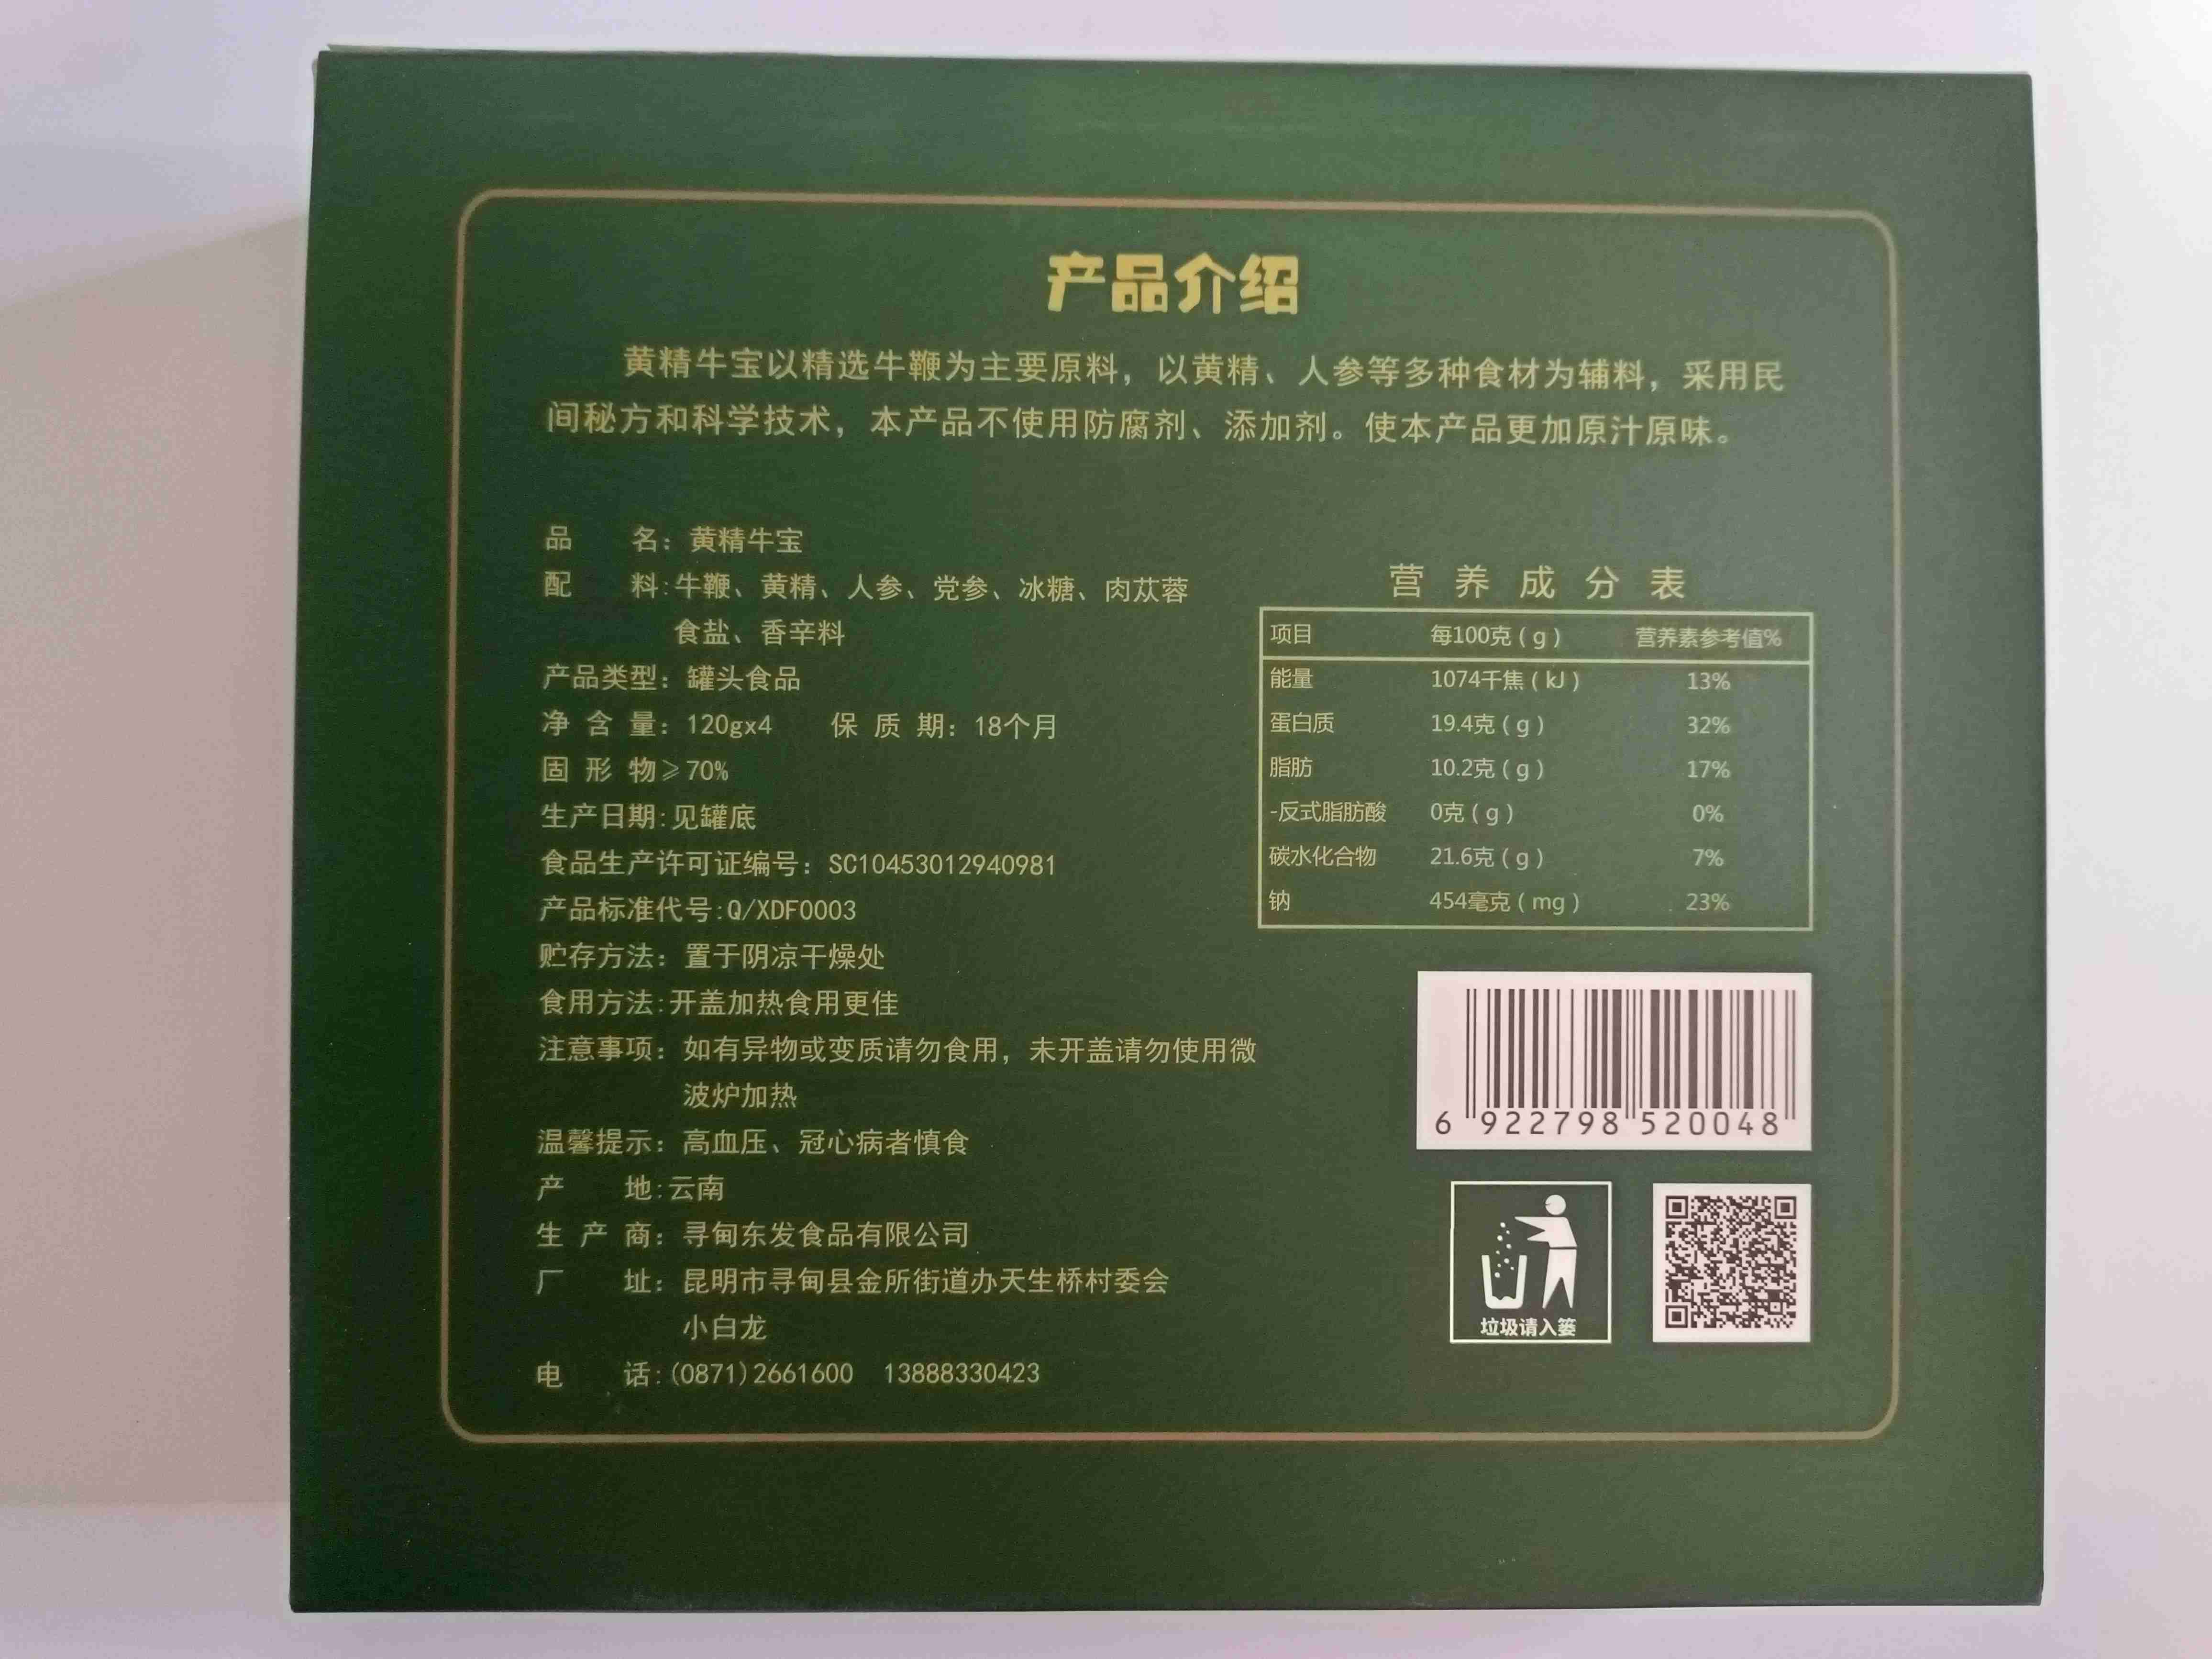 产品介绍
黄精牛宝以精选牛鞭为主要原料，以黄精、人参等多种食材为辅料，采用民
间秘方和科学技术，本产品不使用防腐剂、添加剂。使本产品更加原汁原味。
品 名：黄精牛宝
配 料:牛鞭、黄精、人参、党参、冰糖、肉苁蓉
食盐、香辛料
产品类型：罐头食品
净 含 量：120gx4 保 质 期：18个月
固 形 物≥70%
生产日期:见罐底
食品生产许可证编号：SC10453012940981
产品标准代号:Q/XDF0003
贮存方法：置于阴凉干燥处
食用方法:开盖加热食用更佳
注意事项：如有异物或变质请勿食用，未开盖请勿使用微
波炉加热
温馨提示：高血压、冠心病者慎食
产 地:云南
生 产 商：寻甸东发食品有限公司
厂 址：昆明市寻甸县金所街道办天生桥村委会
小白龙
电 话:(0871)2661600 13888330423
营 养 成 分 表
项目 每100克(g) 营养素参考值%
能量 1074千焦(kJ) 13%
蛋白质 19.4克(g) 32%
脂肪 10.2克(g) 17%
-反式脂肪酸 0克(g) 0%
碳水化合物 21.6克(g) 7%
钠 454毫克(mg) 23%
6 922798 520048
垃圾请入篓